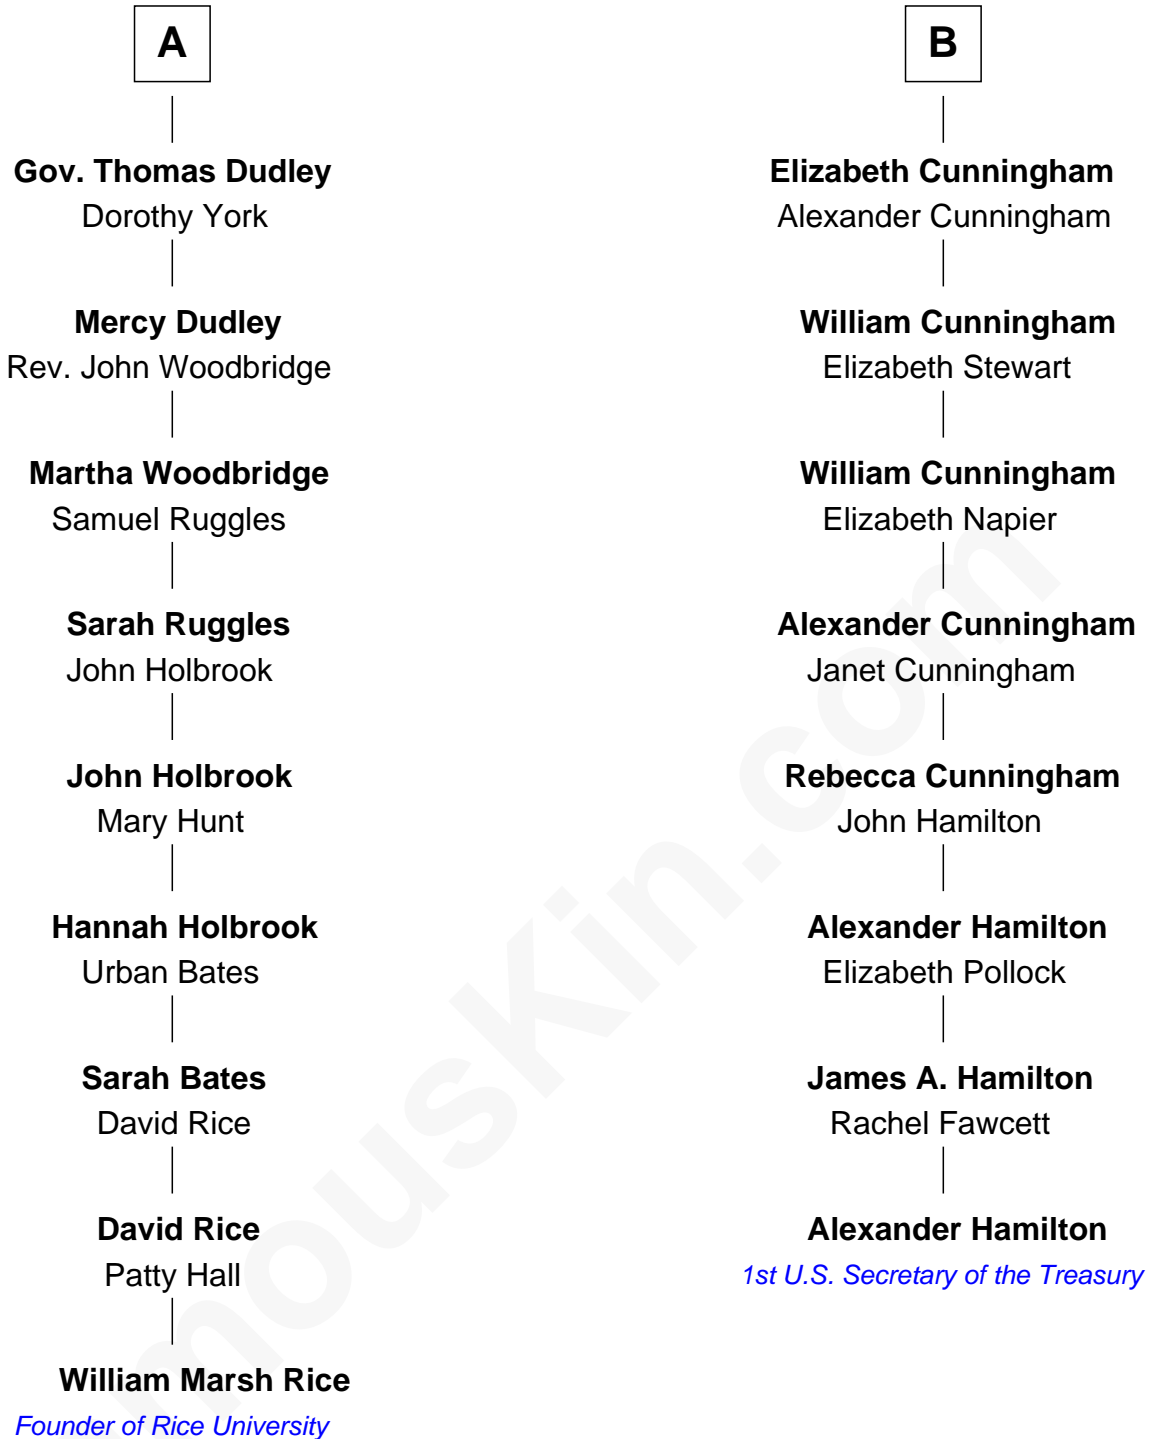 A
Gov. Thomas Dudley
Dorothy York
Mercy Dudley
Rev. John Woodbridge
Martha Woodbridge
Samuel Ruggles
Sarah Ruggles
John Holbrook
John Holbrook
Mary Hunt
Hannah Holbrook
Urban Bates
Sarah Bates
David Rice
David Rice
Patty Hall
William Marsh Rice
Founder of Rice University
B
Elizabeth Cunningham
Alexander Cunningham
William Cunningham
Elizabeth Stewart
William Cunningham
Elizabeth Napier
Alexander Cunningham
Janet Cunningham
Rebecca Cunningham
John Hamilton
Alexander Hamilton
Elizabeth Pollock
James A. Hamilton
Rachel Fawcett
Alexander Hamilton
1st U.S. Secretary of the Treasury
mousKin.com